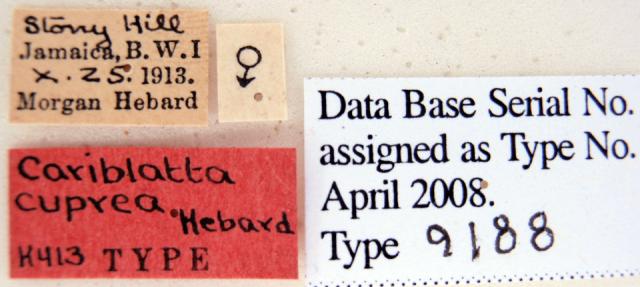 Stony Hill
Jamaica, B.W.I
X. 25. 1913.
Morgan Hebard
♂
Cariblatta
cuprea. Hebard
H413 TYPE
Data Base Serial No.
assigned as Type No.
April 2008.
Type 9188